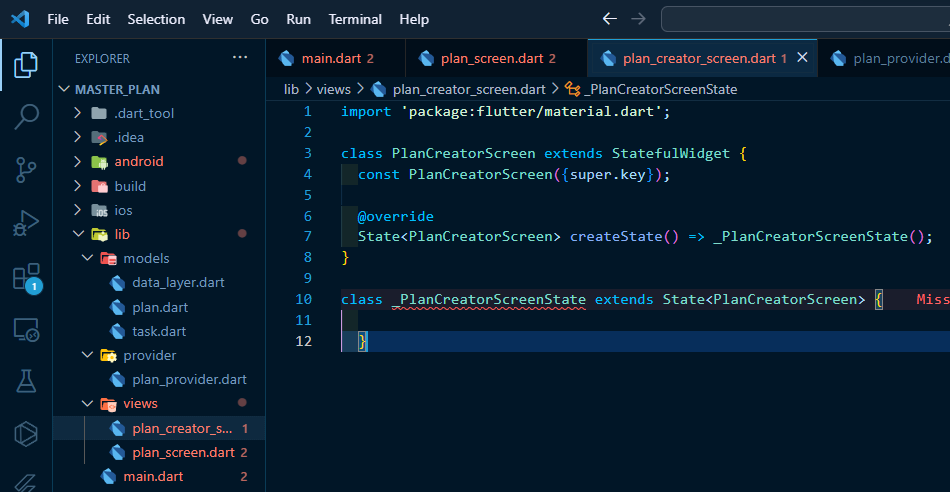 File Edit Selection View Go Run Terminal Help
EXPLORER
MASTER_PLAN
.dart_tool
.idea
android
build
ios
lib
models
data_layer.dart
plan.dart
task.dart
provider
plan_provider.dart
views
plan_creator_s... 1
plan_screen.dart 2
main.dart 2
1
main.dart 2 plan_screen.dart 2 plan_creator_screen.dart 1 plan_provider.d
lib > views > plan_creator_screen.dart > _PlanCreatorScreenState
1 import 'package:flutter/material.dart';
2
3 class PlanCreatorScreen extends StatefulWidget {
4 const PlanCreatorScreen({super.key});
5
6 @override
7 State<PlanCreatorScreen> createState() => _PlanCreatorScreenState();
8 }
9
10 class _PlanCreatorScreenState extends State<PlanCreatorScreen> { Miss
11
12 }